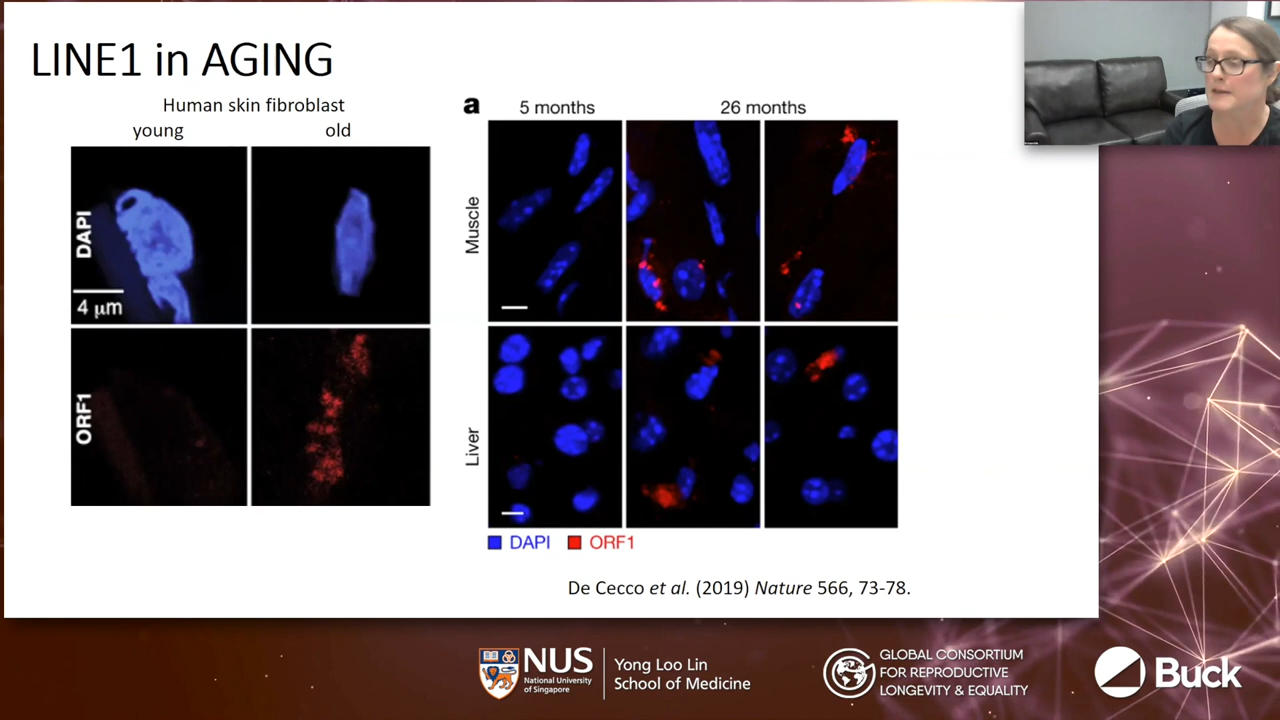 LINE1 in AGING
Human skin fibroblast
young old
DAPI
4 μm
ORF1
a
5 months 26 months
Muscle
Liver
DAPI ORF1
De Cecco et al. (2019) Nature 566, 73-78.
NUS
National University
of Singapore
Yong Loo Lin
School of Medicine
GLOBAL CONSORTIUM
FOR REPRODUCTIVE
LONGEVITY & EQUALITY
Buck